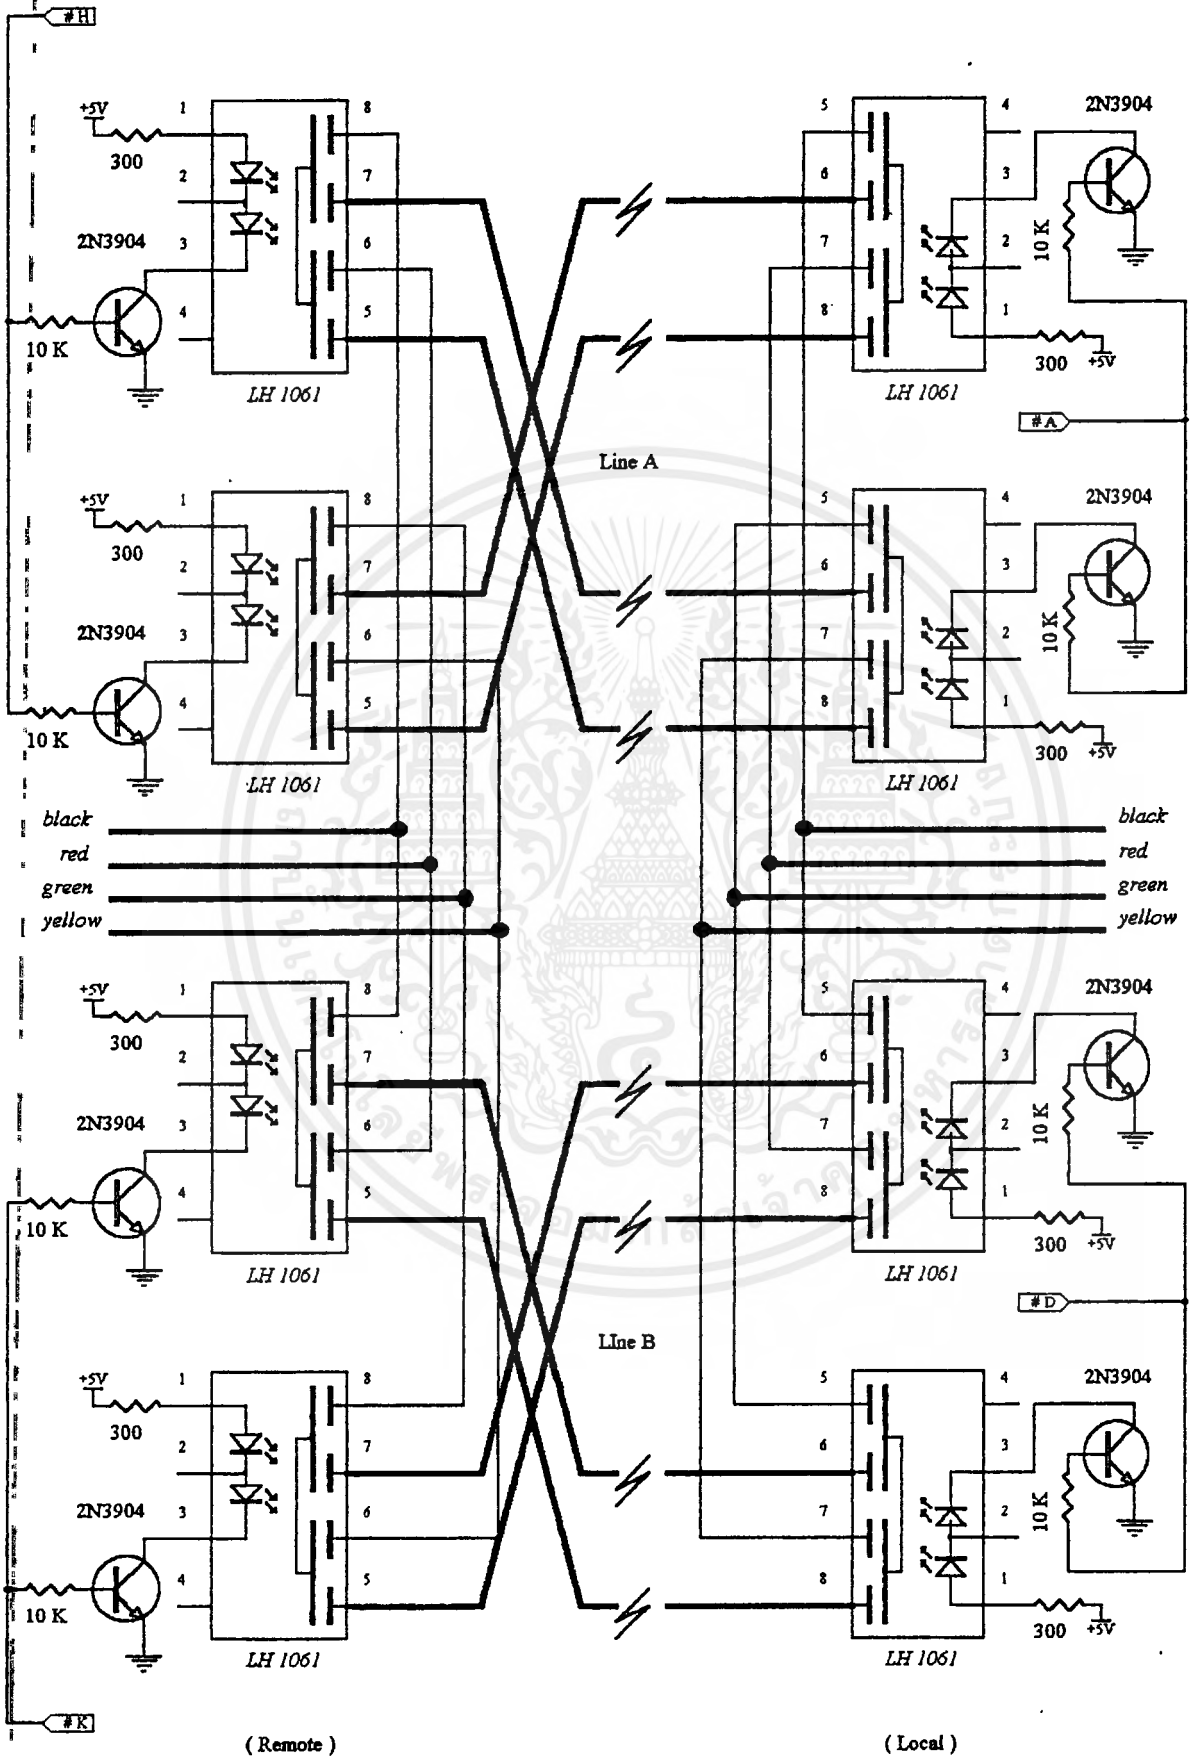 #H
+5V 1 8 5 4 2N3904
300
2 7 6 3
2N3904 3 6 7 2 10 K
4 5 8 1
10 K 300 +5V
LH 1061 LH 1061
#A
Line A
+5V 1 8 5 4 2N3904
300
2 7 6 3
2N3904 3 6 7 2 10 K
4 5 8 1
10 K 300 +5V
LH 1061 LH 1061
black black
red red
green green
yellow yellow
+5V 1 8 5 4 2N3904
300
2 7 6 3
2N3904 3 6 7 2 10 K
4 5 8 1
10 K 300 +5V
LH 1061 LH 1061
#D
LIne B
+5V 1 8 5 4 2N3904
300
2 7 6 3
2N3904 3 6 7 2 10 K
4 5 8 1
10 K 300 +5V
LH 1061 LH 1061
#K
( Remote ) ( Local )